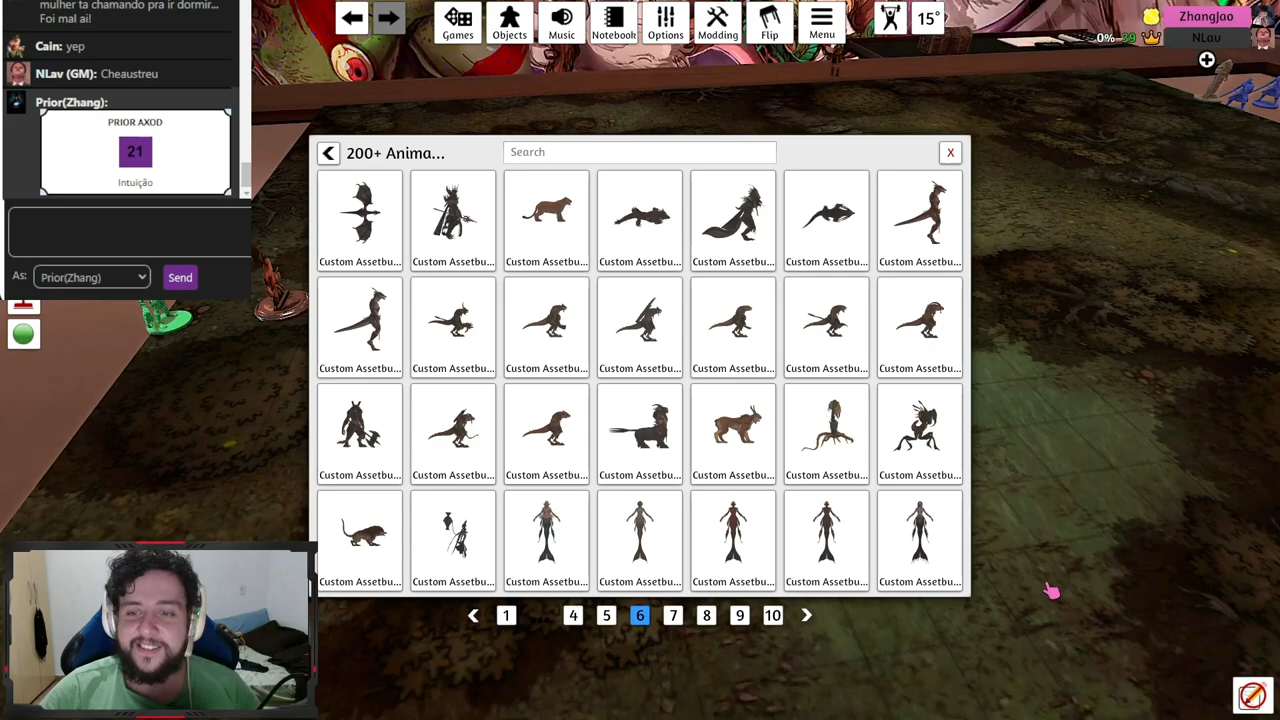 mulher ta chamando pra ir dormir...
Foi mal ai!
Cain: yep
NLav (GM): Cheaustreu
Prior(Zhang):
PRIOR AXOD
21
Intuição
As: Prior(Zhang) Send
Games Objects Music Notebook Options Modding Flip Menu 15°
ZhangJao
0% 39 NLav
200+ Anima... Search X
Custom Assetbu... Custom Assetbu... Custom Assetbu... Custom Assetbu... Custom Assetbu... Custom Assetbu... Custom Assetbu...
Custom Assetbu... Custom Assetbu... Custom Assetbu... Custom Assetbu... Custom Assetbu... Custom Assetbu... Custom Assetbu...
Custom Assetbu... Custom Assetbu... Custom Assetbu... Custom Assetbu... Custom Assetbu... Custom Assetbu... Custom Assetbu...
Custom Assetbu... Custom Assetbu... Custom Assetbu... Custom Assetbu... Custom Assetbu... Custom Assetbu... Custom Assetbu...
1 4 5 6 7 8 9 10